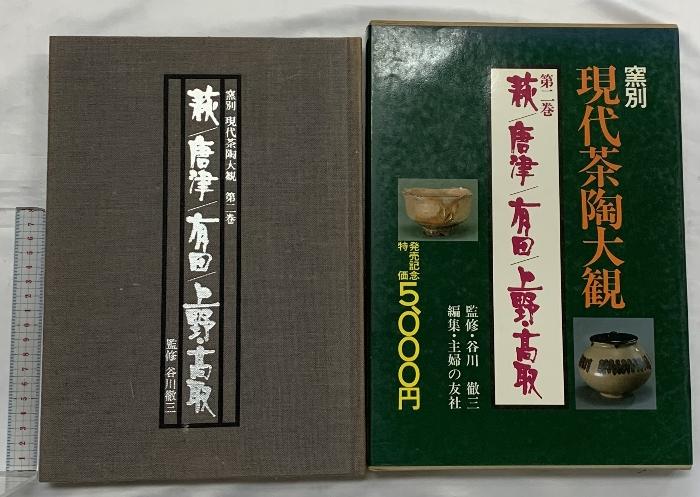 窯別 現代茶陶大観 第二巻
萩/唐津/有田/上野・高取
監修 谷川徹三
窯別
現代茶陶大観
第二巻
萩/唐津/有田/上野・高取
発売記念
特価
5,000円
監修・谷川 徹三
編集・主婦の友社